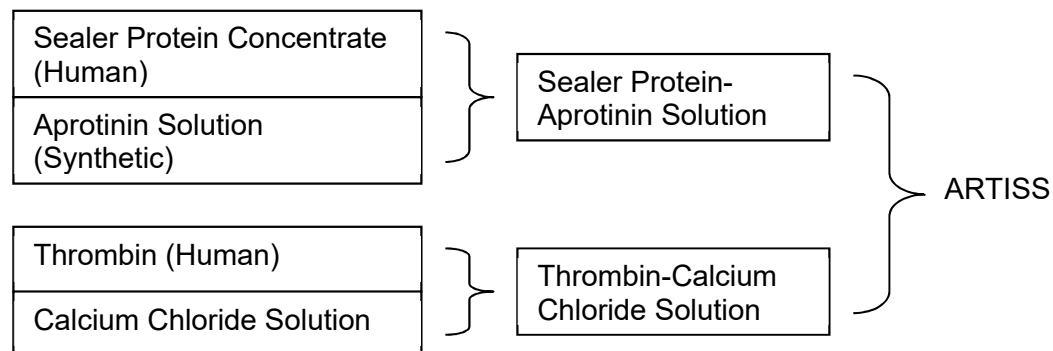 Sealer Protein Concentrate
(Human)
Aprotinin Solution
(Synthetic)
Sealer Protein-
Aprotinin Solution
ARTISS
Thrombin (Human)
Calcium Chloride Solution
Thrombin-Calcium
Chloride Solution